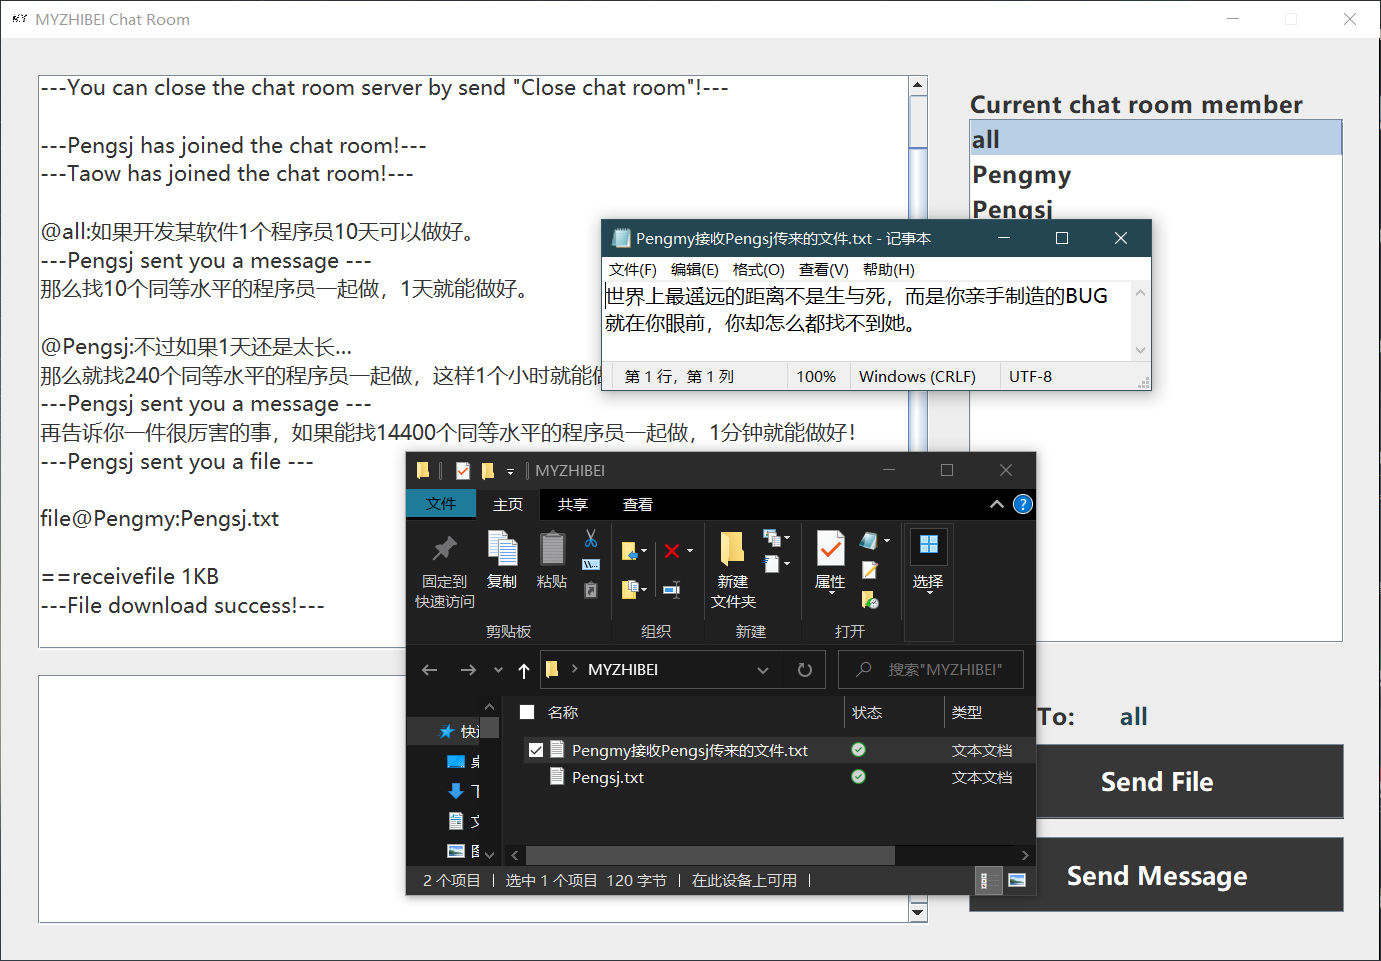 MYZHIBEI Chat Room
---You can close the chat room server by send "Close chat room"!---
---Pengsj has joined the chat room!---
---Taow has joined the chat room!---
@all:如果开发某软件1个程序员10天可以做好。
---Pengsj sent you a message ---
那么找10个同等水平的程序员一起做，1天就能做好。
@Pengsj:不过如果1天还是太长...
那么就找240个同等水平的程序员一起做，这样1个小时就能
---Pengsj sent you a message ---
再告诉你一件很厉害的事，如果能找14400个同等水平的程序员一起做，1分钟就能做好！
---Pengsj sent you a file ---
file@Pengmy:Pengsj.txt
==receivefile 1KB
---File download success!---
Current chat room member
all
Pengmy
Pengsj
Pengmy接收Pengsj传来的文件.txt - 记事本
文件(F) 编辑(E) 格式(O) 查看(V) 帮助(H)
世界上最遥远的距离不是生与死，而是你亲手制造的BUG
就在你眼前，你却怎么都找不到她。
第 1 行，第 1 列 100% Windows (CRLF) UTF-8
MYZHIBEI
文件 主页 共享 查看
固定到
快速访问
复制
粘贴
新建
文件夹
属性
选择
剪贴板 组织 新建 打开
MYZHIBEI
搜索"MYZHIBEI"
名称 状态 类型
快
Pengmy接收Pengsj传来的文件.txt 文本文档
Pengsj.txt 文本文档
2 个项目 选中 1 个项目 120 字节 在此设备上可用
To: all
Send File
Send Message